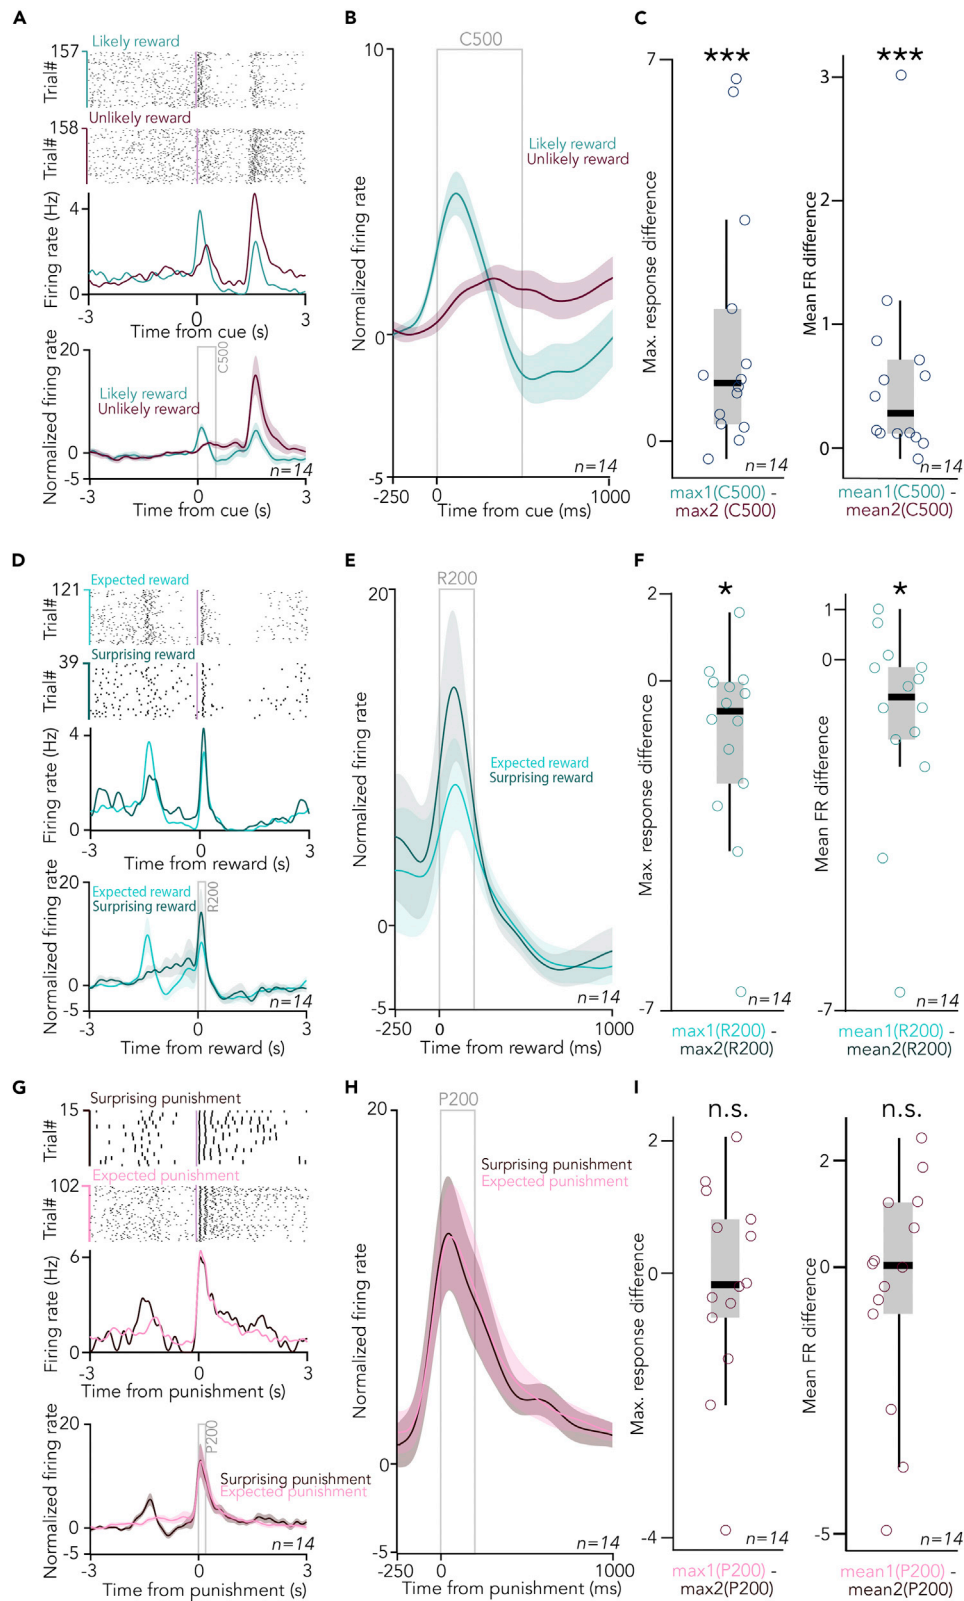 A
Likely reward
157
Trial#
Unlikely reward
158
Trial#
4
0
Firing rate (Hz)
-3
0
3
Time from cue (s)
20
0
-5
Normalized firing rate
C500
Likely reward
Unlikely reward
n=14
-3
0
3
Time from cue (s)
B
10
0
-5
Normalized firing rate
C500
Likely reward
Unlikely reward
n=14
-250
0
1000
Time from cue (ms)
C
7
0
Max. response difference
***
n=14
max1(C500) -
max2 (C500)
3
2
1
0
Mean FR difference
***
n=14
mean1(C500) -
mean2(C500)
D
Expected reward
121
Trial#
Surprising reward
39
Trial#
4
0
Firing rate (Hz)
-3
0
3
Time from reward (s)
20
0
-5
Normalized firing rate
R200
Expected reward
Surprising reward
n=14
-3
0
3
Time from reward (s)
E
20
0
-5
Normalized firing rate
R200
Expected reward
Surprising reward
n=14
-250
0
1000
Time from reward (ms)
F
2
0
-7
Max. response difference
*
n=14
max1(R200) -
max2(R200)
1
0
-7
Mean FR difference
*
n=14
mean1(R200) -
mean2(R200)
G
Surprising punishment
15
Trial#
Expected punishment
102
Trial#
6
0
Firing rate (Hz)
-3
0
3
Time from punishment (s)
20
0
-5
Normalized firing rate
P200
Surprising punishment
Expected punishment
n=14
-3
0
3
Time from punishment (s)
H
20
0
-5
Normalized firing rate
P200
Surprising punishment
Expected punishment
n=14
-250
0
1000
Time from punishment (ms)
I
2
0
-4
Max. response difference
n.s.
n=14
max1(P200) -
max2(P200)
2
0
-5
Mean FR difference
n.s.
n=14
mean1(P200) -
mean2(P200)